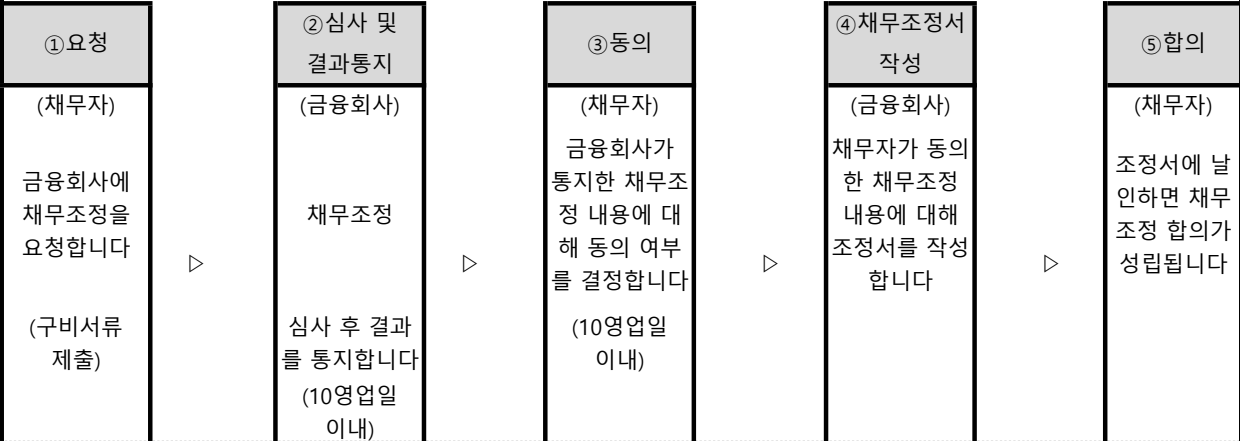 ①요청
(채무자)
금융회사에
채무조정을
요청합니다
(구비서류
제출)
▷
②심사 및
결과통지
(금융회사)
채무조정
심사 후 결과
를 통지합니다
(10영업일
이내)
▷
③동의
(채무자)
금융회사가
통지한 채무조
정 내용에 대
해 동의 여부
를 결정합니다
(10영업일
이내)
▷
④채무조정서
작성
(금융회사)
채무자가 동의
한 채무조정
내용에 대해
조정서를 작성
합니다
▷
⑤합의
(채무자)
조정서에 날
인하면 채무
조정 합의가
성립됩니다